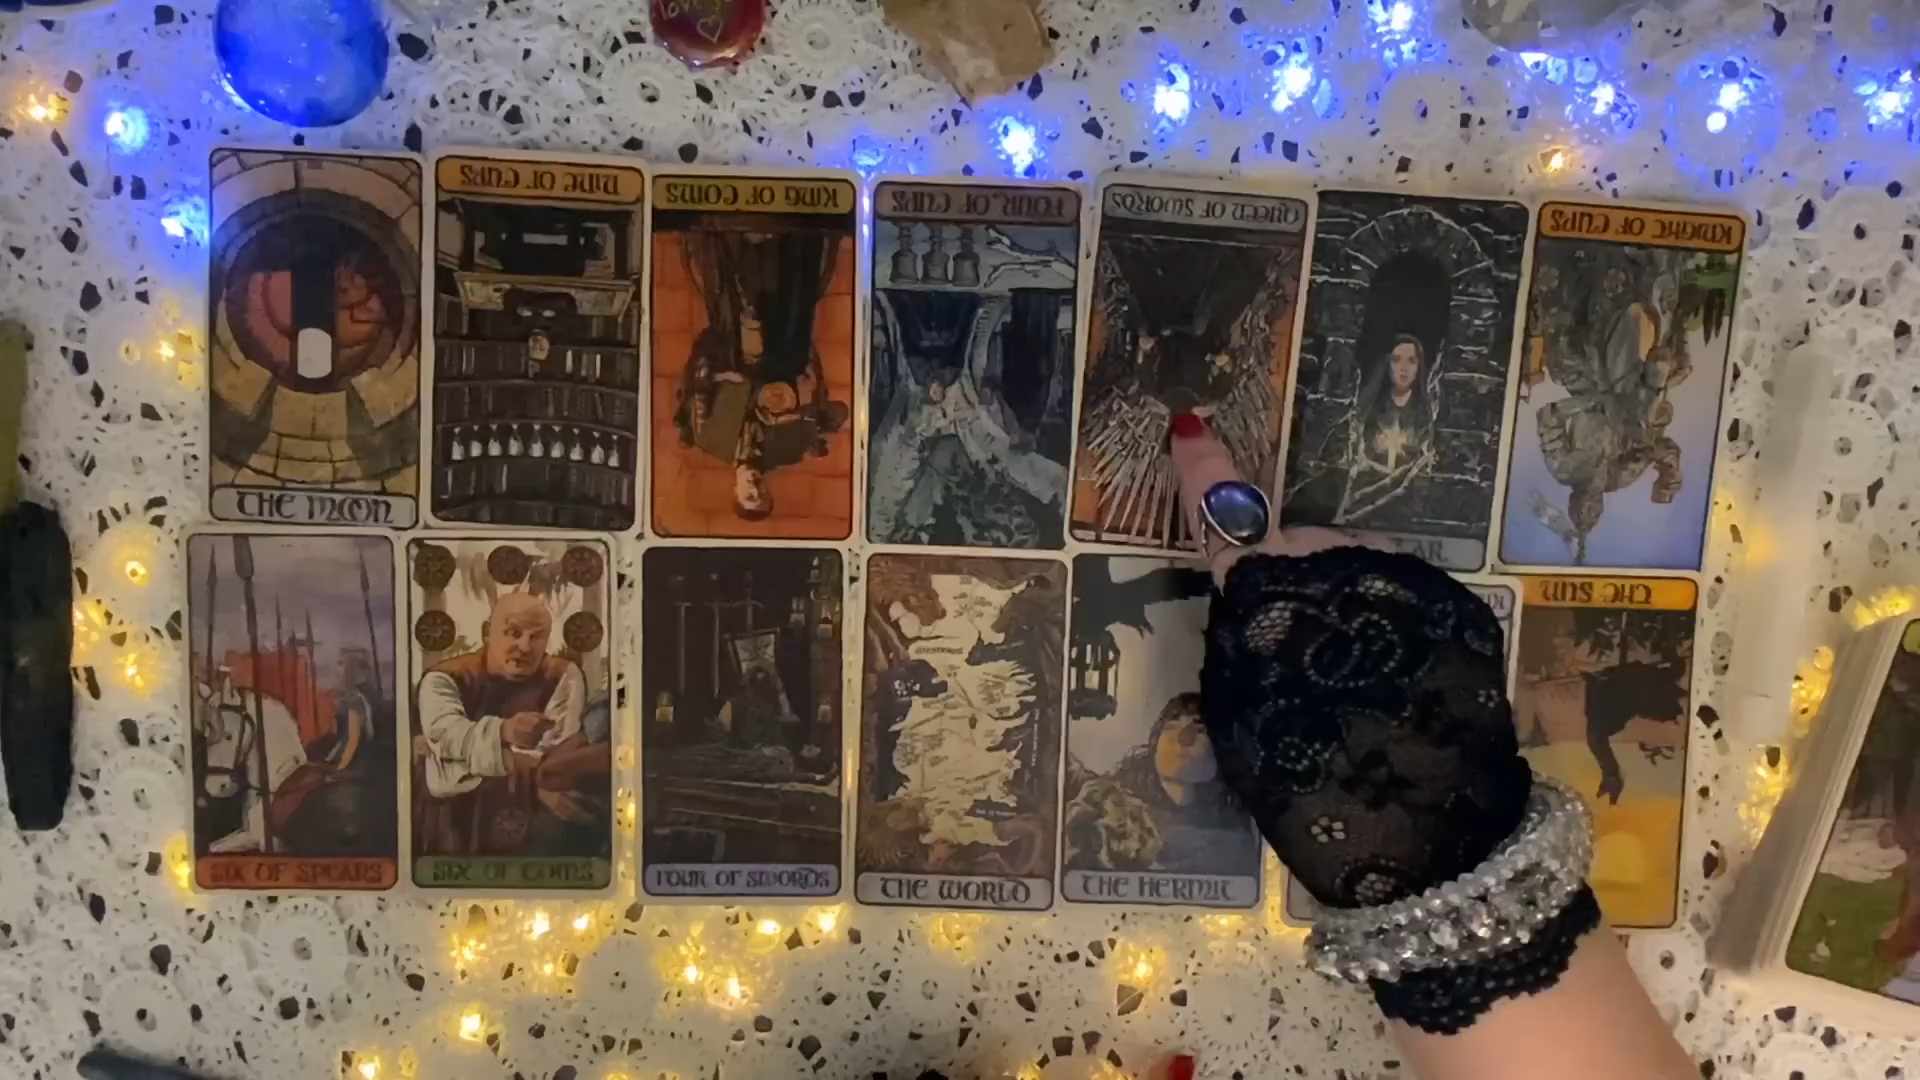 love
NINE OF CUPS
KING OF COINS
FOUR OF CUPS
QUEEN OF SWORDS
KNIGHT OF CUPS
THE MOON
THE SUN
SIX OF SPEARS
SIX OF COINS
FOUR OF SWORDS
THE WORLD
THE HERMIT